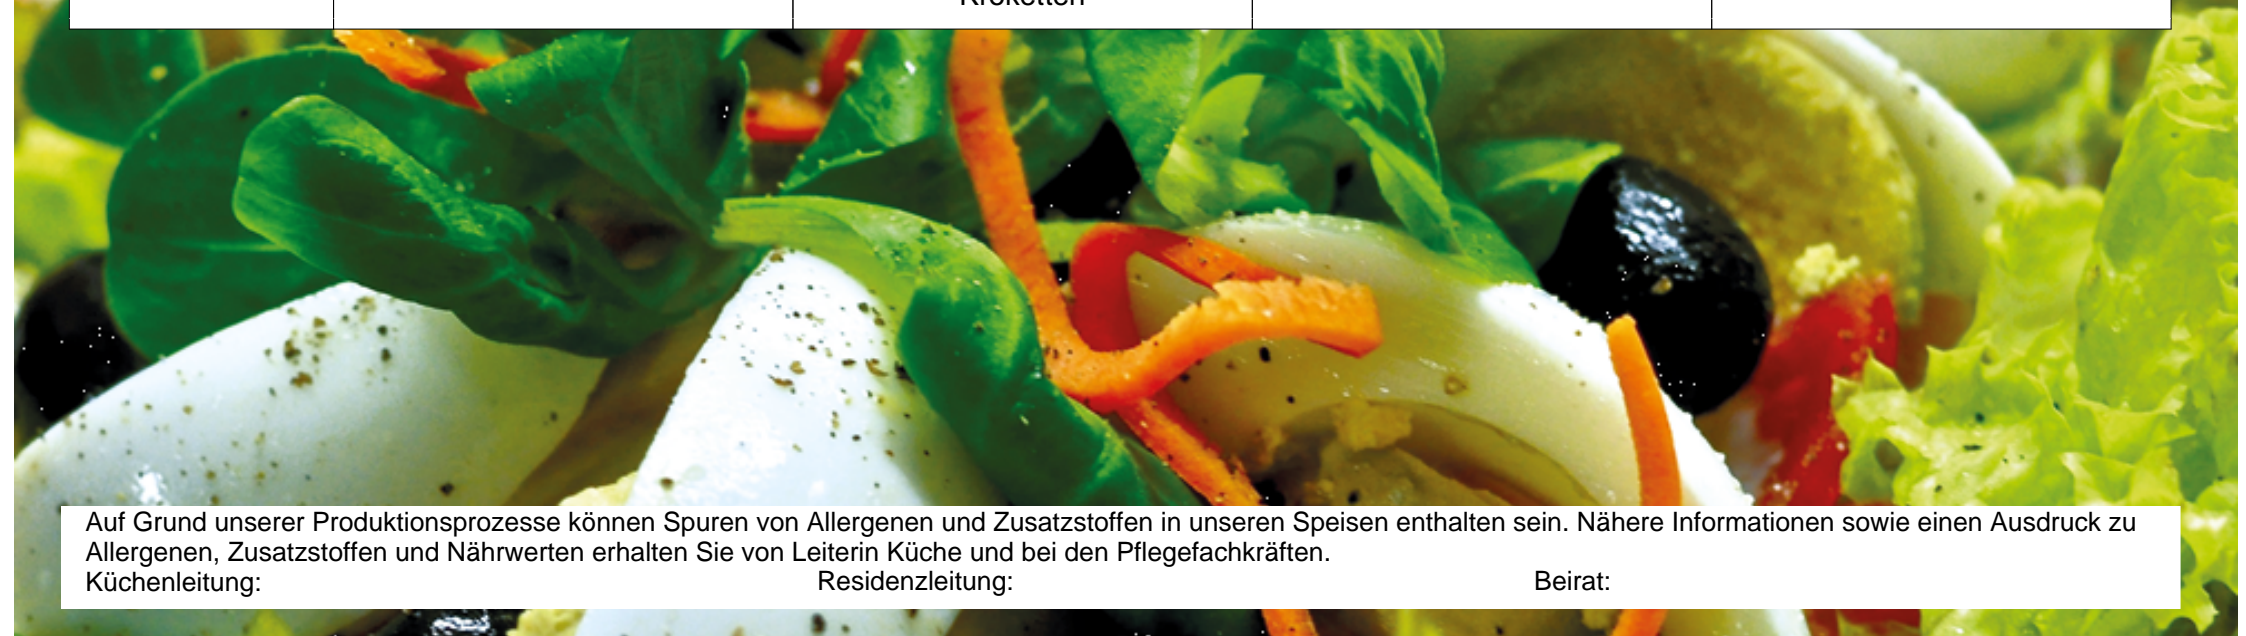 Kroketten
Auf Grund unserer Produktionsprozesse können Spuren von Allergenen und Zusatzstoffen in unseren Speisen enthalten sein. Nähere Informationen sowie einen Ausdruck zu
Allergenen, Zusatzstoffen und Nährwerten erhalten Sie von Leiterin Küche und bei den Pflegefachkräften.
Küchenleitung: Residenzleitung: Beirat: